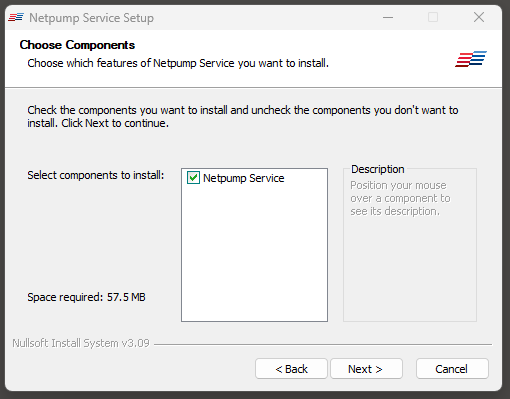 Netpump Service Setup
Choose Components
Choose which features of Netpump Service you want to install.
Check the components you want to install and uncheck the components you don't want to
install. Click Next to continue.
Select components to install:
Netpump Service
Description
Position your mouse
over a component to
see its description.
Space required: 57.5 MB
Nullsoft Install System v3.09
< Back
Next >
Cancel